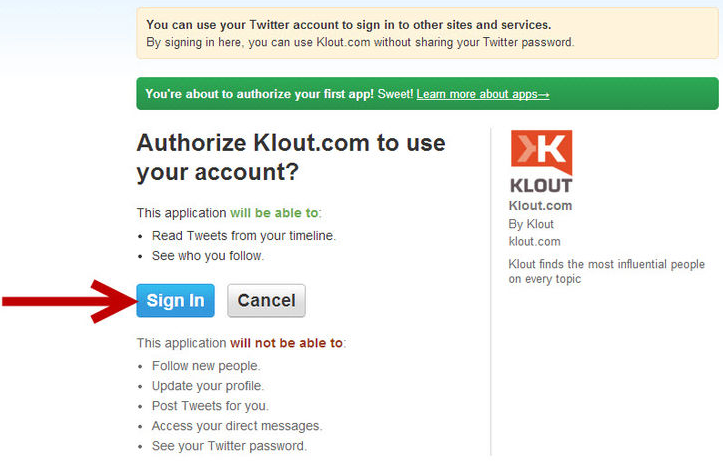 You can use your Twitter account to sign in to other sites and services.
By signing in here, you can use Klout.com without sharing your Twitter password.
You're about to authorize your first app! Sweet! Learn more about apps→
Authorize Klout.com to use
your account?
This application will be able to:
• Read Tweets from your timeline.
• See who you follow.
Sign In
Cancel
This application will not be able to:
• Follow new people.
• Update your profile.
• Post Tweets for you.
• Access your direct messages.
• See your Twitter password.
K
KLOUT
Klout.com
By Klout
klout.com
Klout finds the most influential people
on every topic